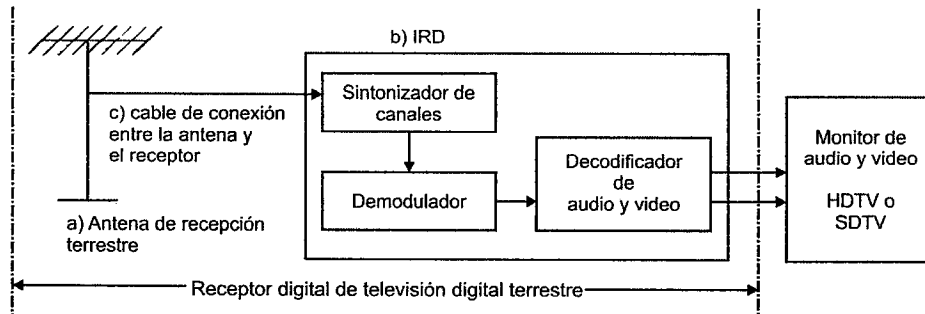 b) IRD
Sintonizador de
canales
c) cable de conexión
entre la antena y
el receptor
Demodulador
Decodificador
de
audio y video
Monitor de
audio y video
HDTV o
SDTV
a) Antena de recepción
terrestre
Receptor digital de televisión digital terrestre